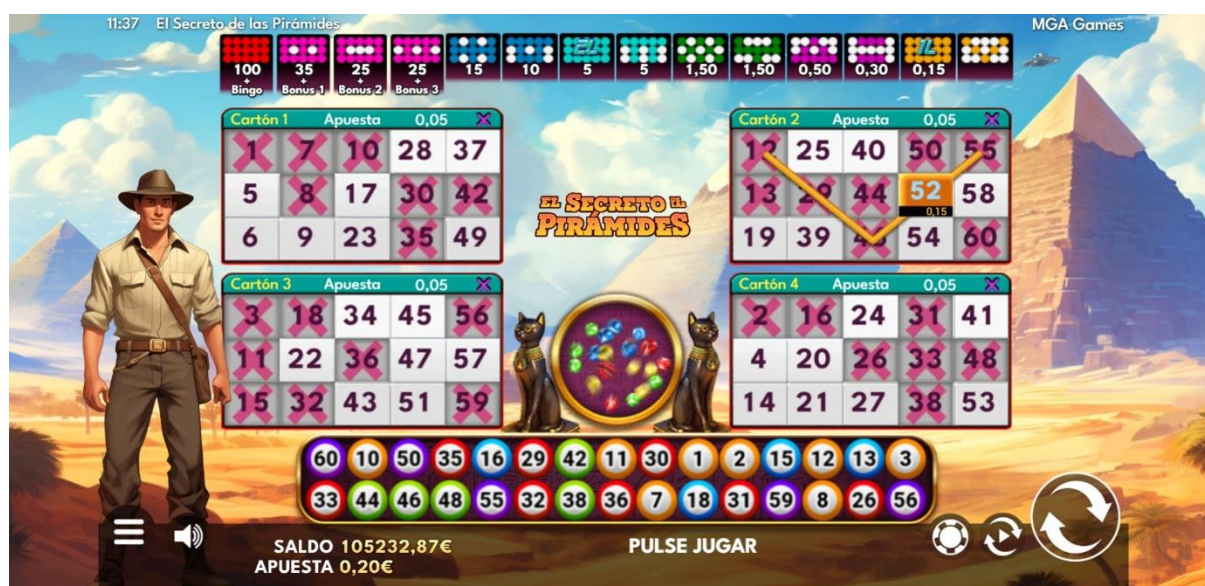 11:37 El Secreto de las Pirámides MGA Games
100 35 25 25 15 10 5 5 1,50 1,50 0,50 0,30 0,15
+ + + +
Bingo Bonus 1 Bonus 2 Bonus 3
Cartón 1 Apuesta 0,05 X
1 7 10 28 37
5 8 17 30 42
6 9 23 35 49
Cartón 2 Apuesta 0,05 X
12 25 40 50 55
13 29 44 52 58
0,15
19 39 46 54 60
EL SECRETO DE LAS
PIRÁMIDES
Cartón 3 Apuesta 0,05 X
3 18 34 45 56
11 22 36 47 57
15 32 43 51 59
Cartón 4 Apuesta 0,05 X
2 16 24 31 41
4 20 26 33 48
14 21 27 38 53
60 10 50 35 16 29 42 11 30 1 2 15 12 13 3
33 44 46 48 55 32 38 36 7 18 31 59 8 26 56
SALDO 105232,87€
APUESTA 0,20€
PULSE JUGAR